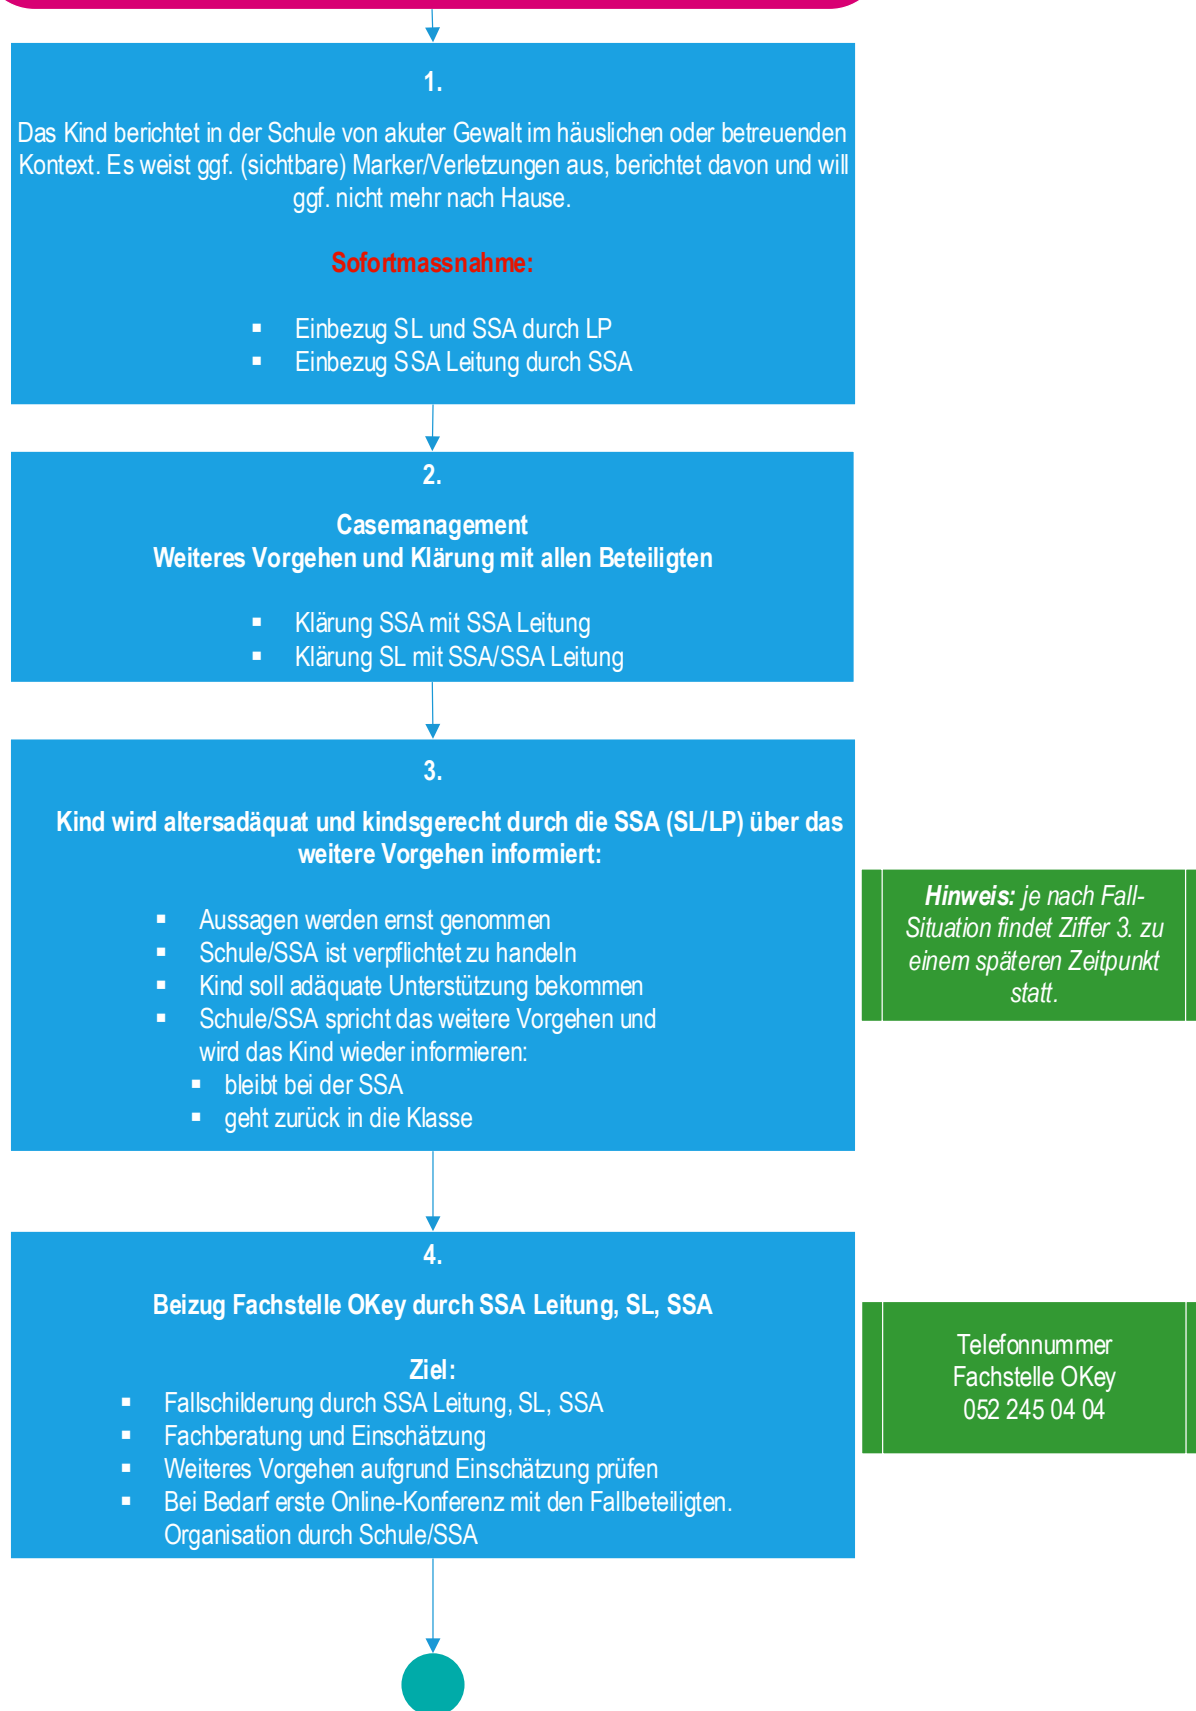 1.
Das Kind berichtet in der Schule von akuter Gewalt im häuslichen oder betreuenden
Kontext. Es weist ggf. (sichtbare) Marker/Verletzungen aus, berichtet davon und will
ggf. nicht mehr nach Hause.
Sofortmassnahme:
▪ Einbezug SL und SSA durch LP
▪ Einbezug SSA Leitung durch SSA
2.
Casemanagement
Weiteres Vorgehen und Klärung mit allen Beteiligten
▪ Klärung SSA mit SSA Leitung
▪ Klärung SL mit SSA/SSA Leitung
3.
Kind wird altersadäquat und kindsgerecht durch die SSA (SL/LP) über das
weitere Vorgehen informiert:
▪ Aussagen werden ernst genommen
▪ Schule/SSA ist verpflichtet zu handeln
▪ Kind soll adäquate Unterstützung bekommen
▪ Schule/SSA spricht das weitere Vorgehen und
wird das Kind wieder informieren:
▪ bleibt bei der SSA
▪ geht zurück in die Klasse
Hinweis: je nach Fall-
Situation findet Ziffer 3. zu
einem späteren Zeitpunkt
statt.
4.
Beizug Fachstelle OKey durch SSA Leitung, SL, SSA
Ziel:
▪ Fallschilderung durch SSA Leitung, SL, SSA
▪ Fachberatung und Einschätzung
▪ Weiteres Vorgehen aufgrund Einschätzung prüfen
▪ Bei Bedarf erste Online-Konferenz mit den Fallbeteiligten.
Organisation durch Schule/SSA
Telefonnummer
Fachstelle OKey
052 245 04 04